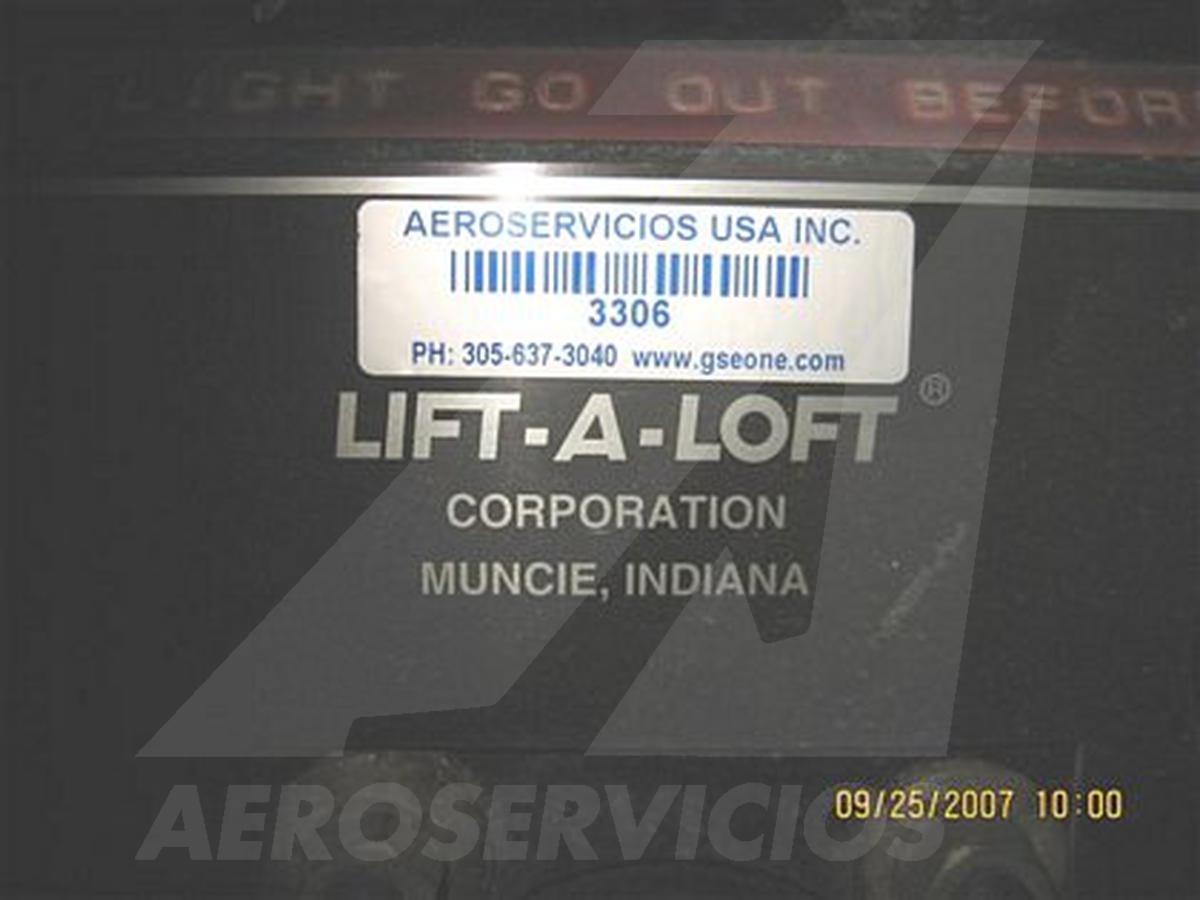 LIGHT GO OUT BEFOR
AEROSERVICIOS USA INC.
3306
PH: 305-637-3040 www.gseone.com
LIFT-A-LOFT ®
CORPORATION
MUNCIE, INDIANA
AEROSERVICIOS
09/25/2007 10:00